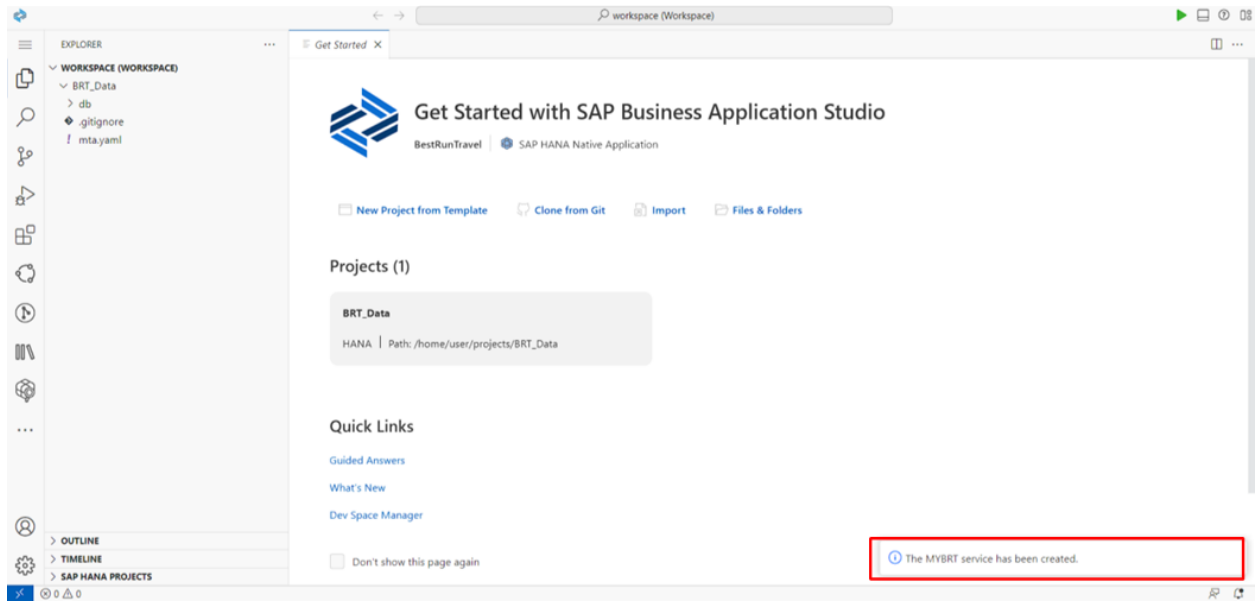 workspace (Workspace)
EXPLORER
Get Started
WORKSPACE (WORKSPACE)
BRT_Data
db
.gitignore
! mta.yaml
Get Started with SAP Business Application Studio
BestRunTravel | SAP HANA Native Application
New Project from Template Clone from Git Import Files & Folders
Projects (1)
BRT_Data
HANA | Path: /home/user/projects/BRT_Data
Quick Links
Guided Answers
What's New
Dev Space Manager
Don't show this page again
The MYBRT service has been created.
OUTLINE
TIMELINE
SAP HANA PROJECTS
0 0